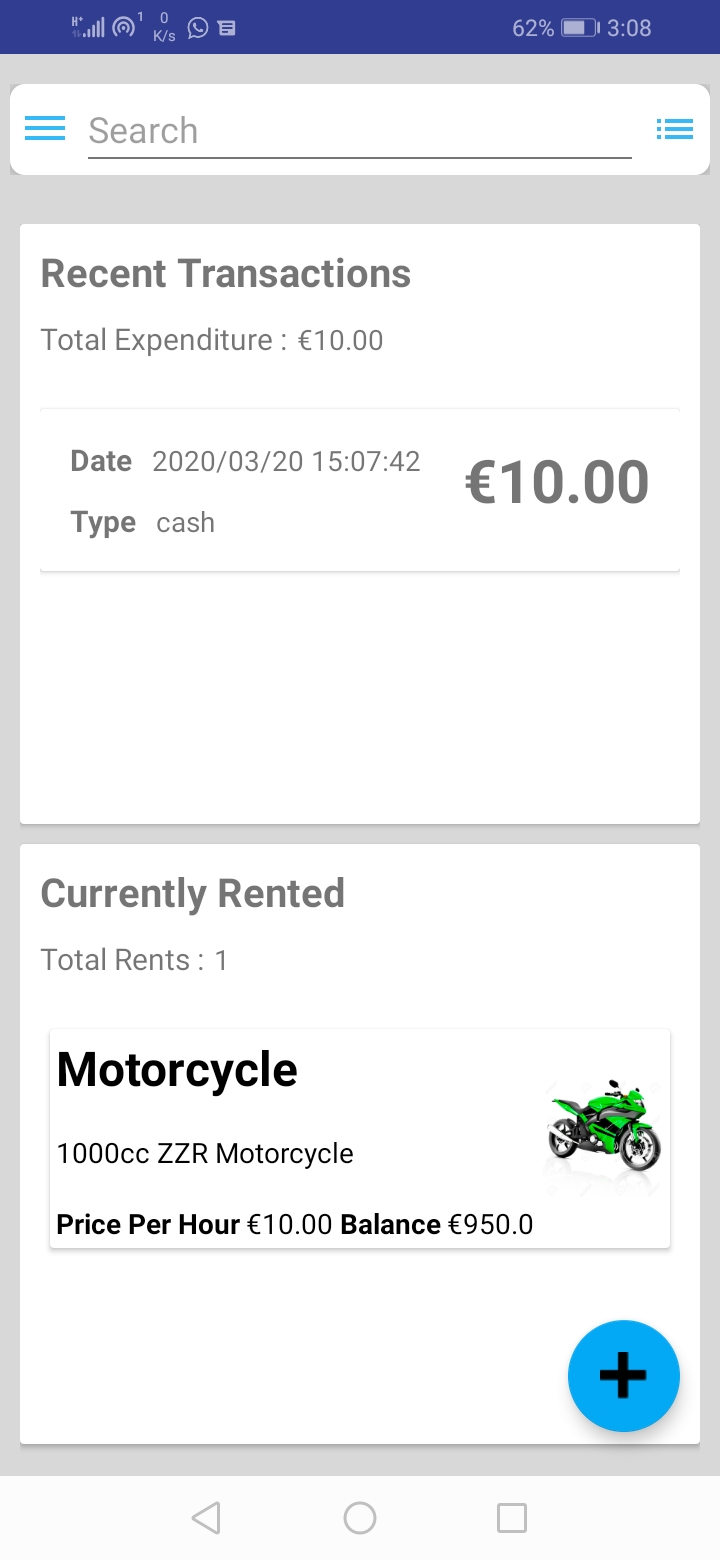 H+ 1 0 K/s 62% 3:08
Search
Recent Transactions
Total Expenditure : €10.00
Date 2020/03/20 15:07:42
€10.00
Type cash
Currently Rented
Total Rents : 1
Motorcycle
1000cc ZZR Motorcycle
Price Per Hour €10.00 Balance €950.0